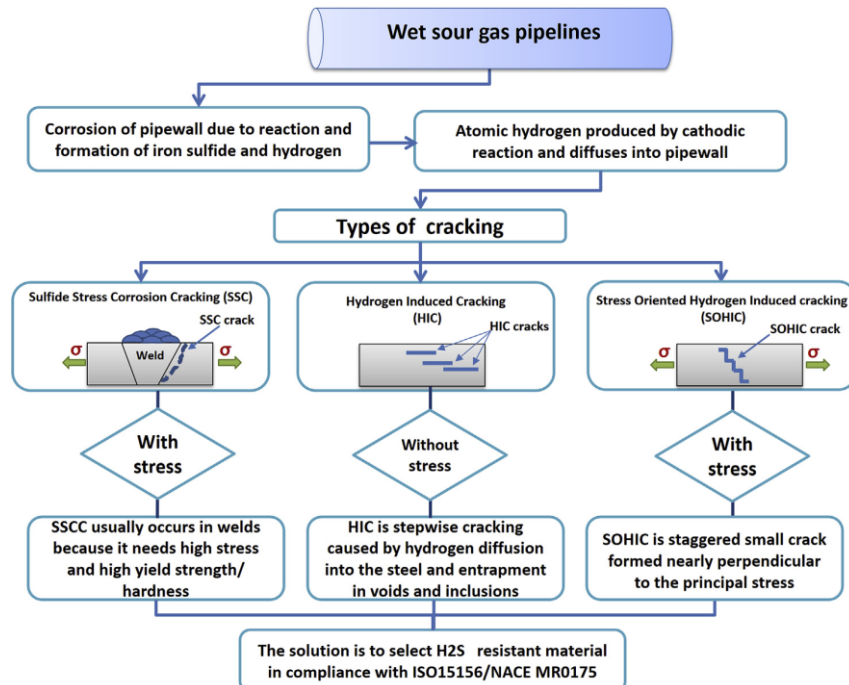 Wet sour gas pipelines
Corrosion of pipewall due to reaction and
formation of iron sulfide and hydrogen
Atomic hydrogen produced by cathodic
reaction and diffuses into pipewall
Types of cracking
Sulfide Stress Corrosion Cracking (SSC)
SSC crack
σ
Weld
σ
Hydrogen Induced Cracking
(HIC)
HIC cracks
Stress Oriented Hydrogen Induced cracking
(SOHIC)
SOHIC crack
σ
σ
With
stress
Without
stress
With
stress
SSCC usually occurs in welds
because it needs high stress
and high yield strength/
hardness
HIC is stepwise cracking
caused by hydrogen diffusion
into the steel and entrapment
in voids and inclusions
SOHIC is staggered small crack
formed nearly perpendicular
to the principal stress
The solution is to select H2S resistant material
in compliance with ISO15156/NACE MR0175